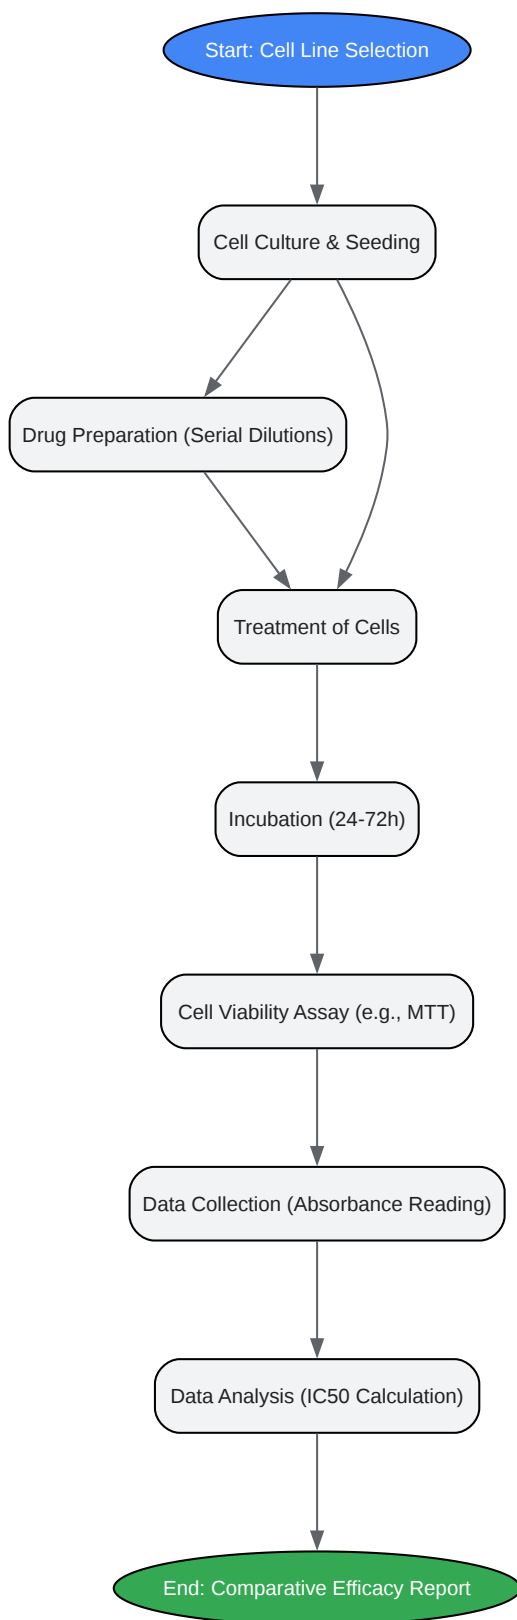 Start: Cell Line Selection
Cell Culture & Seeding
Drug Preparation (Serial Dilutions)
Treatment of Cells
Incubation (24-72h)
Cell Viability Assay (e.g., MTT)
Data Collection (Absorbance Reading)
Data Analysis (IC50 Calculation)
End: Comparative Efficacy Report